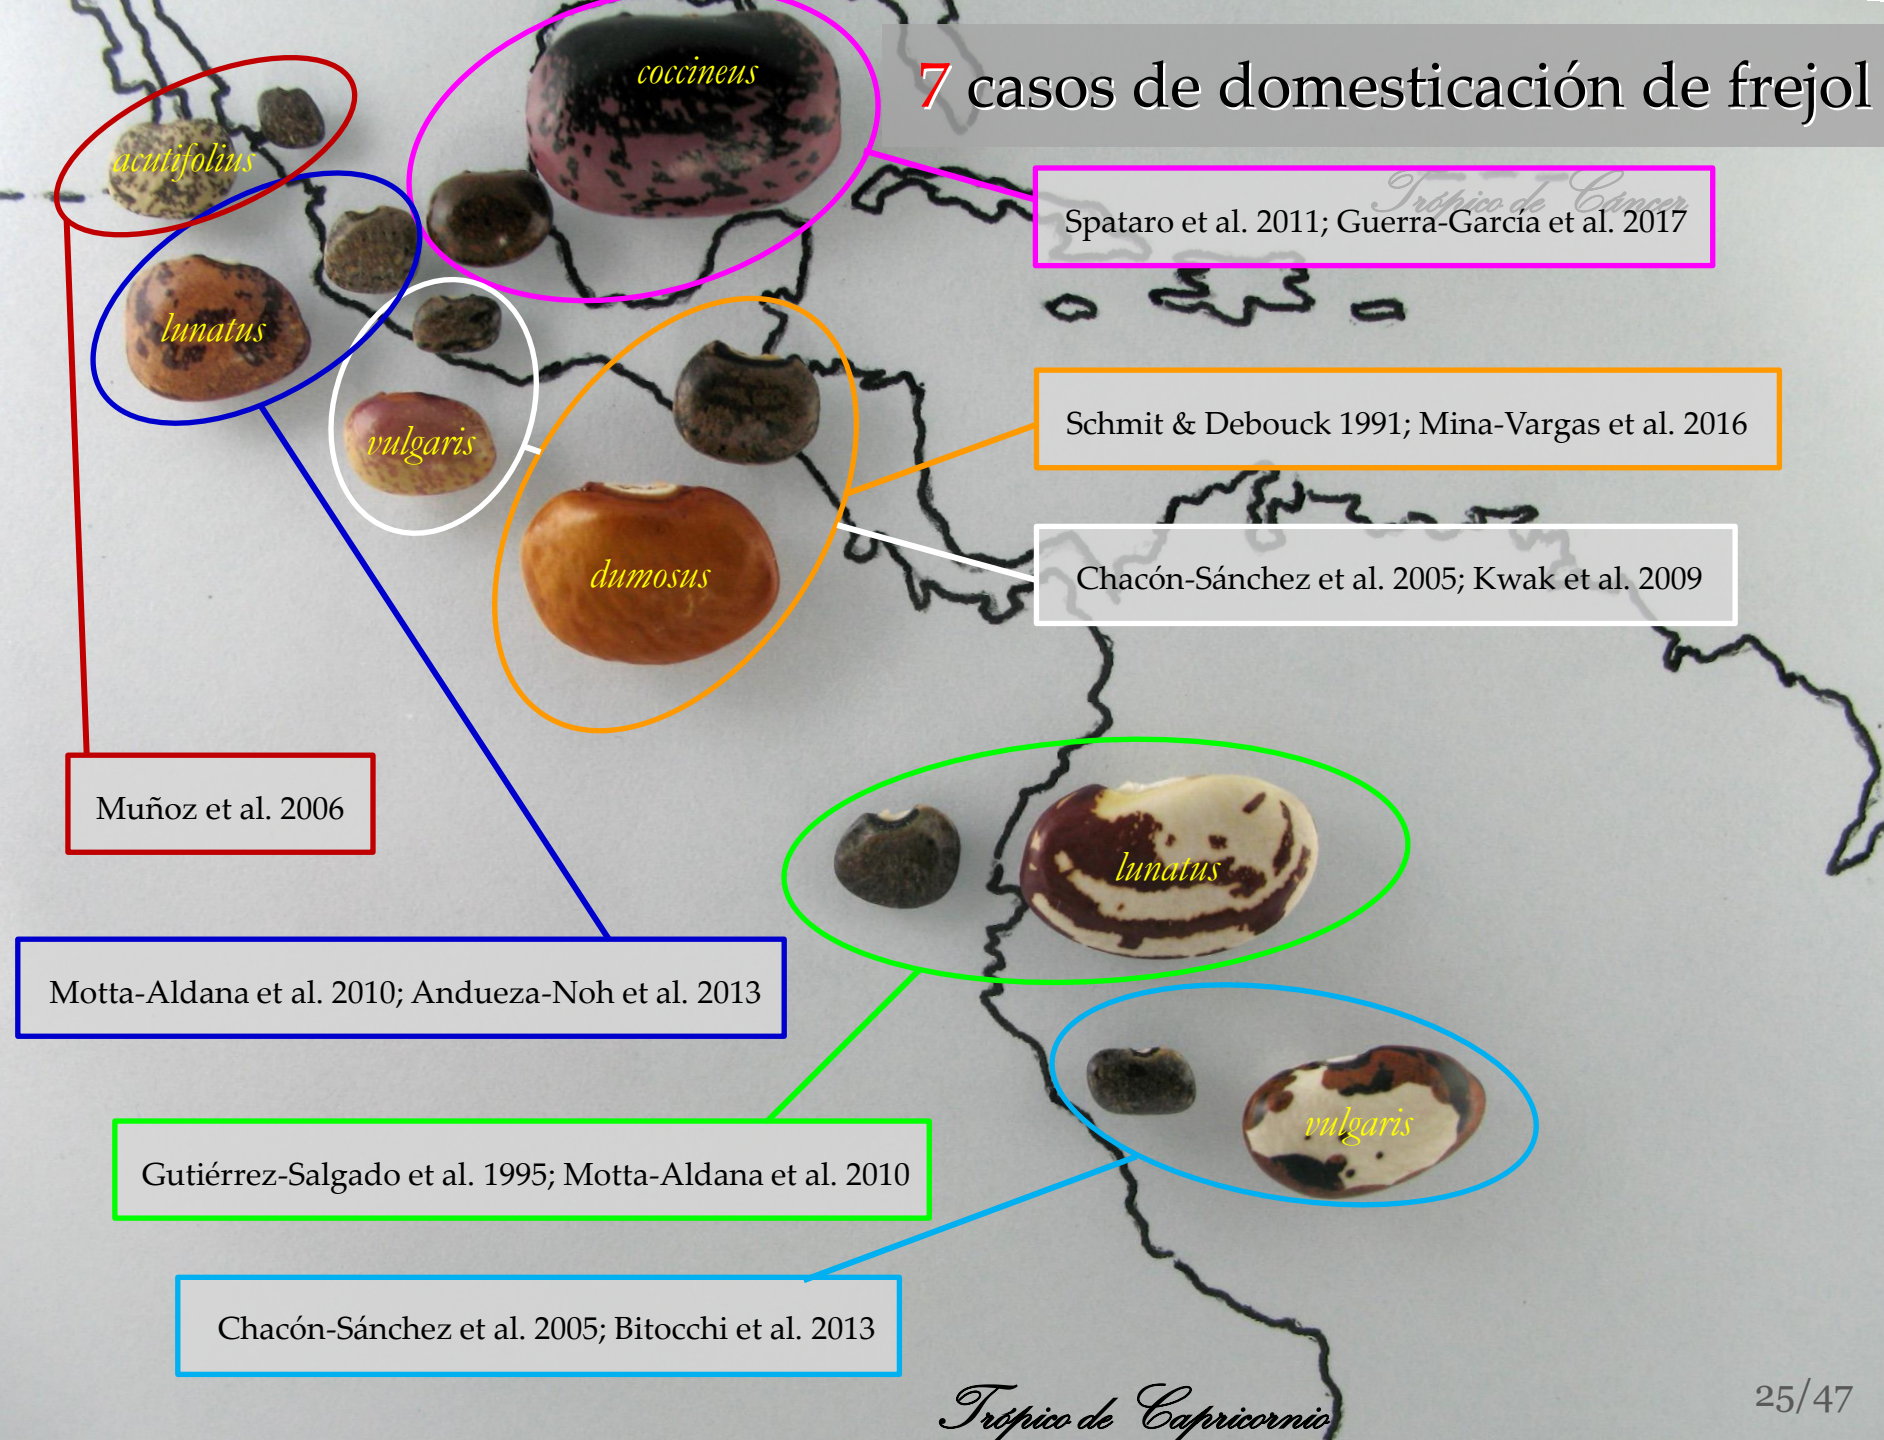 7 casos de domesticación de frejol
coccineus
acutifolius
Trópico de Cáncer
Spataro et al. 2011; Guerra-García et al. 2017
lunatus
vulgaris
Schmit & Debouck 1991; Mina-Vargas et al. 2016
dumosus
Chacón-Sánchez et al. 2005; Kwak et al. 2009
Muñoz et al. 2006
lunatus
Motta-Aldana et al. 2010; Andueza-Noh et al. 2013
vulgaris
Gutiérrez-Salgado et al. 1995; Motta-Aldana et al. 2010
Chacón-Sánchez et al. 2005; Bitocchi et al. 2013
Trópico de Capricornio
25/47